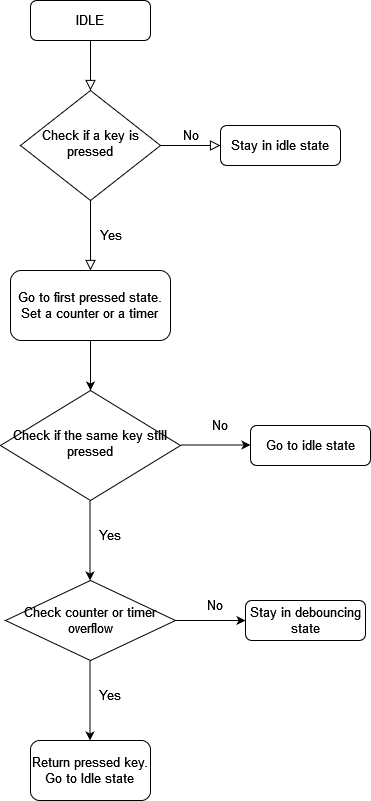 IDLE
Check if a key is
pressed
No
Stay in idle state
Yes
Go to first pressed state.
Set a counter or a timer
Check if the same key still
pressed
No
Go to idle state
Yes
Check counter or timer
overflow
No
Stay in debouncing
state
Yes
Return pressed key.
Go to Idle state